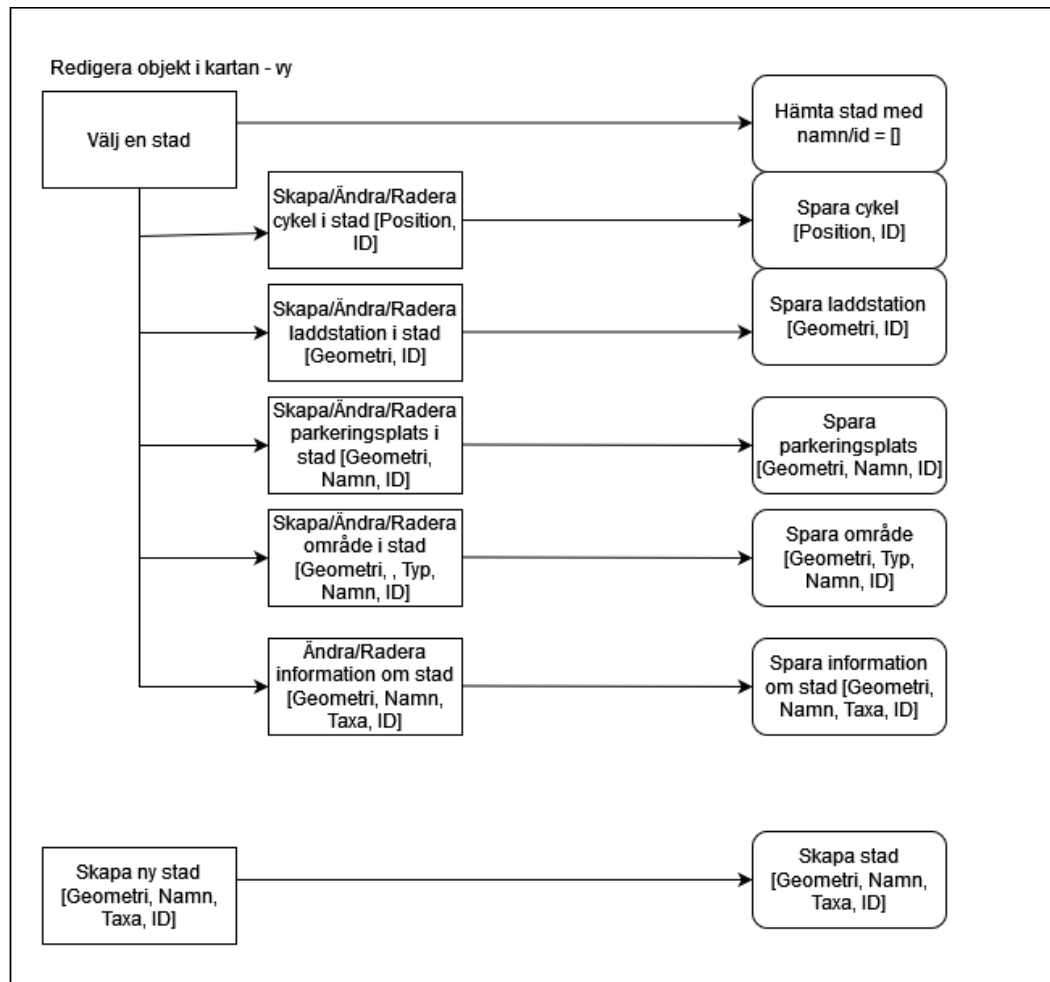 Redigera objekt i kartan - vy
Välj en stad
Hämta stad med
namn/id = []
Skapa/Ändra/Radera
cykel i stad [Position,
ID]
Spara cykel
[Position, ID]
Skapa/Ändra/Radera
laddstation i stad
[Geometri, ID]
Spara laddstation
[Geometri, ID]
Skapa/Ändra/Radera
parkeringsplats i
stad [Geometri,
Namn, ID]
Spara
parkeringsplats
[Geometri, Namn, ID]
Skapa/Ändra/Radera
område i stad
[Geometri, , Typ,
Namn, ID]
Spara område
[Geometri, Typ,
Namn, ID]
Ändra/Radera
information om stad
[Geometri, Namn,
Taxa, ID]
Spara information
om stad [Geometri,
Namn, Taxa, ID]
Skapa ny stad
[Geometri, Namn,
Taxa, ID]
Skapa stad
[Geometri, Namn,
Taxa, ID]